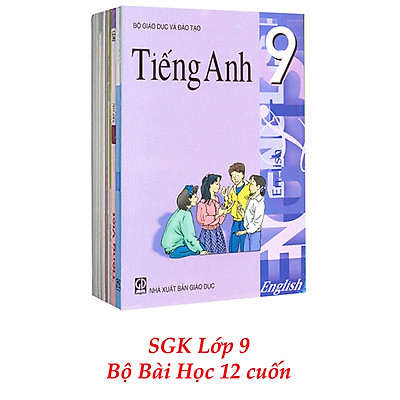 BỘ GIÁO DỤC VÀ ĐÀO TẠO
Tiếng Anh 9
English
NHÀ XUẤT BẢN GIÁO DỤC
SGK Lớp 9
Bộ Bài Học 12 cuốn